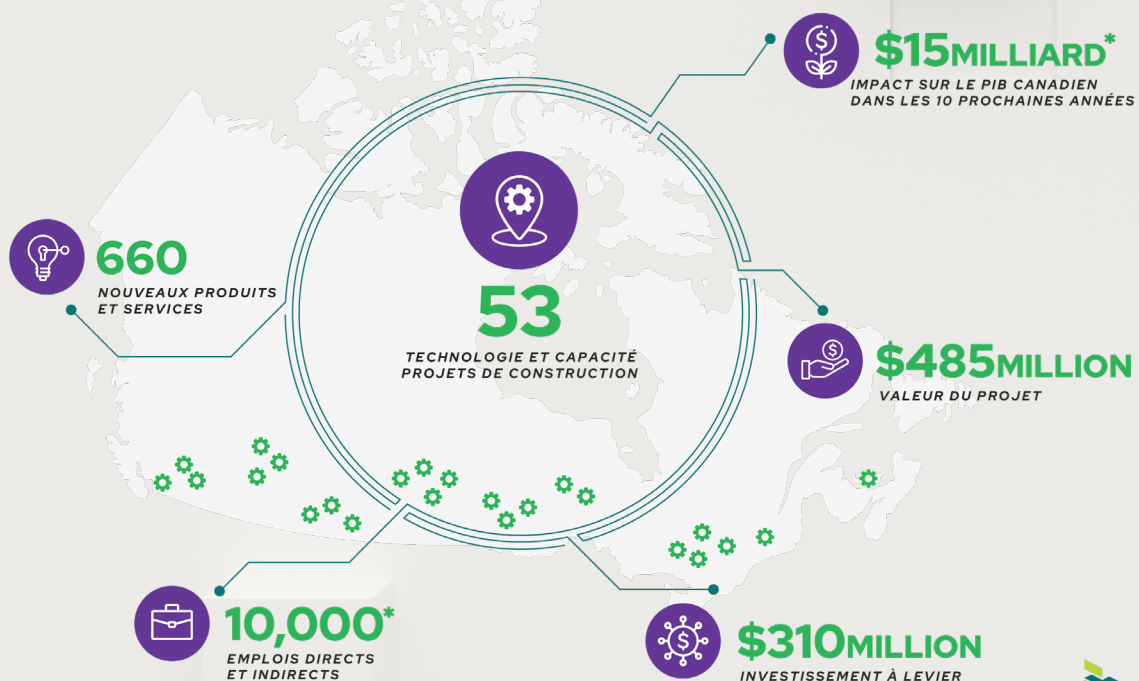 $15MILLIARD*
IMPACT SUR LE PIB CANADIEN
DANS LES 10 PROCHAINES ANNÉES
660
NOUVEAUX PRODUITS
ET SERVICES
53
TECHNOLOGIE ET CAPACITÉ
PROJETS DE CONSTRUCTION
$485MILLION
VALEUR DU PROJET
10,000*
EMPLOIS DIRECTS
ET INDIRECTS
$310MILLION
INVESTISSEMENT À LEVIER